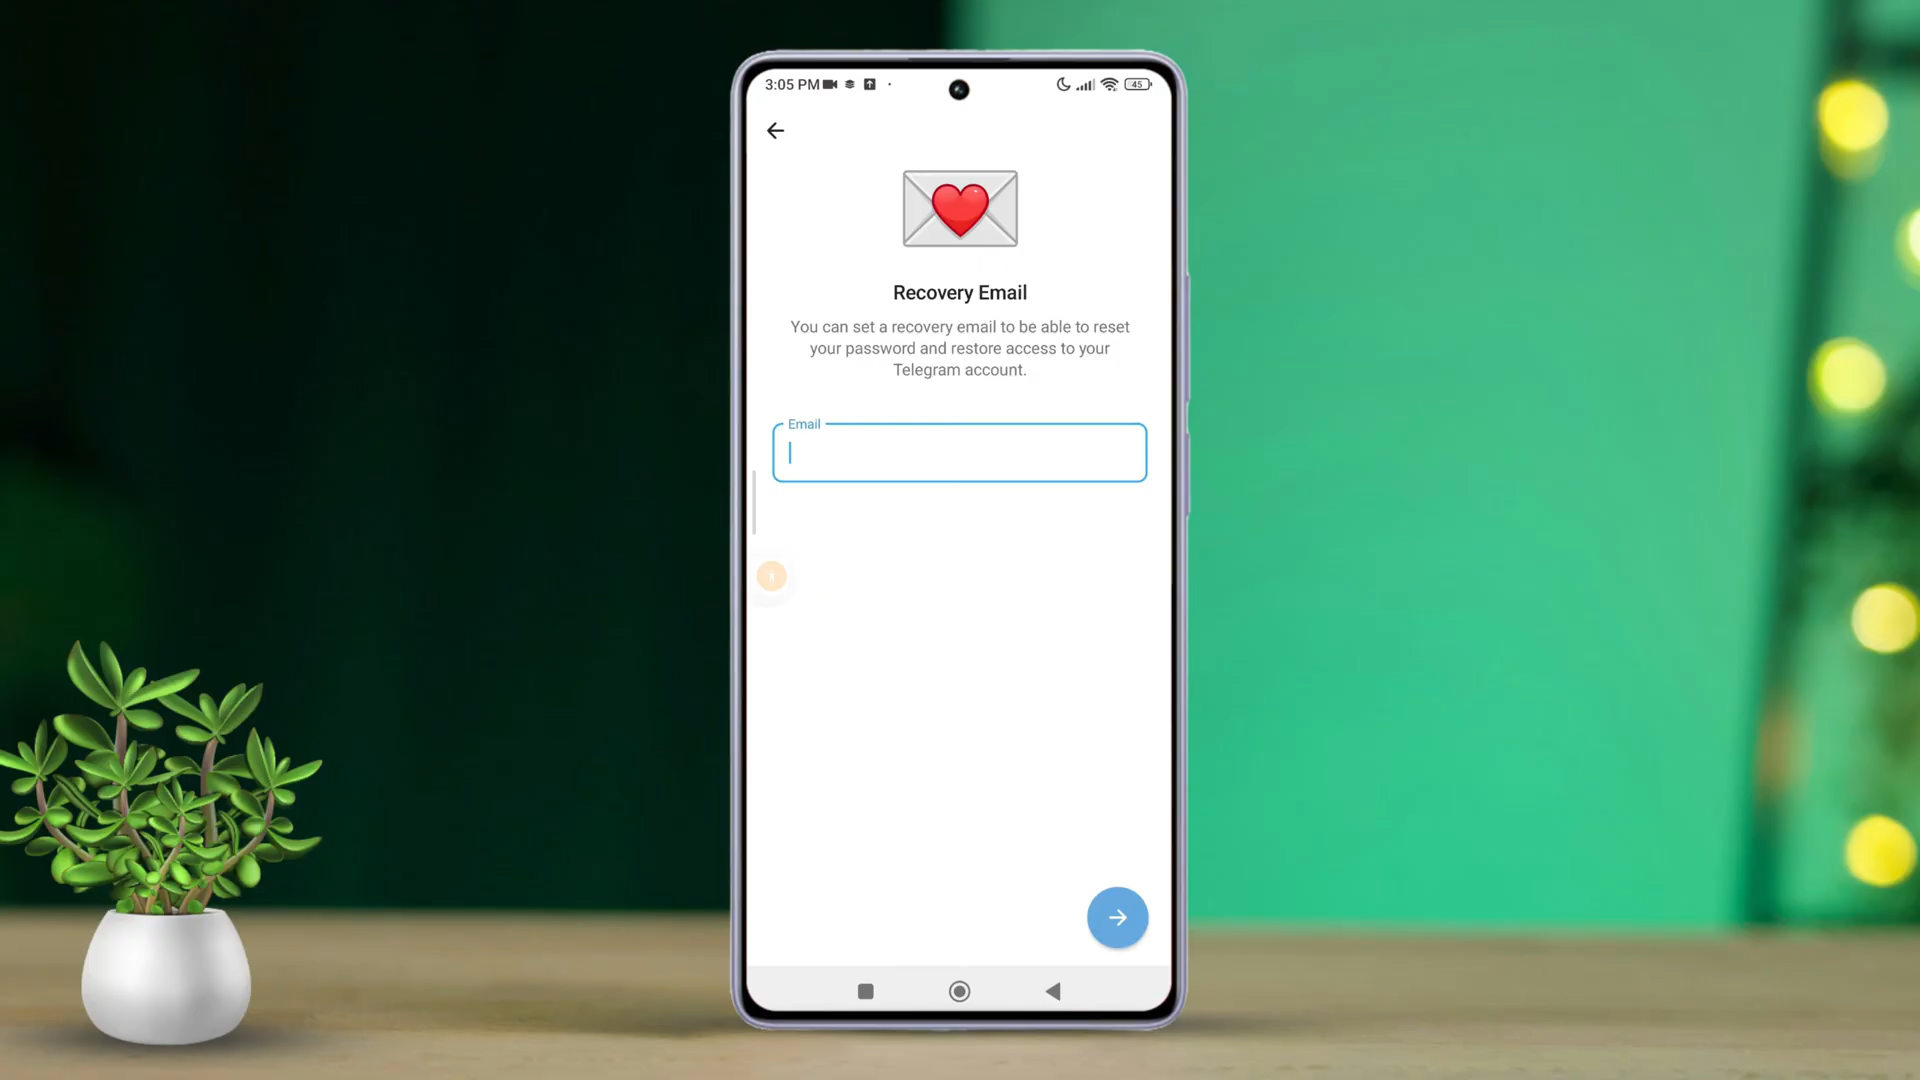 3:05 PM
45
Recovery Email
You can set a recovery email to be able to reset
your password and restore access to your
Telegram account.
Email